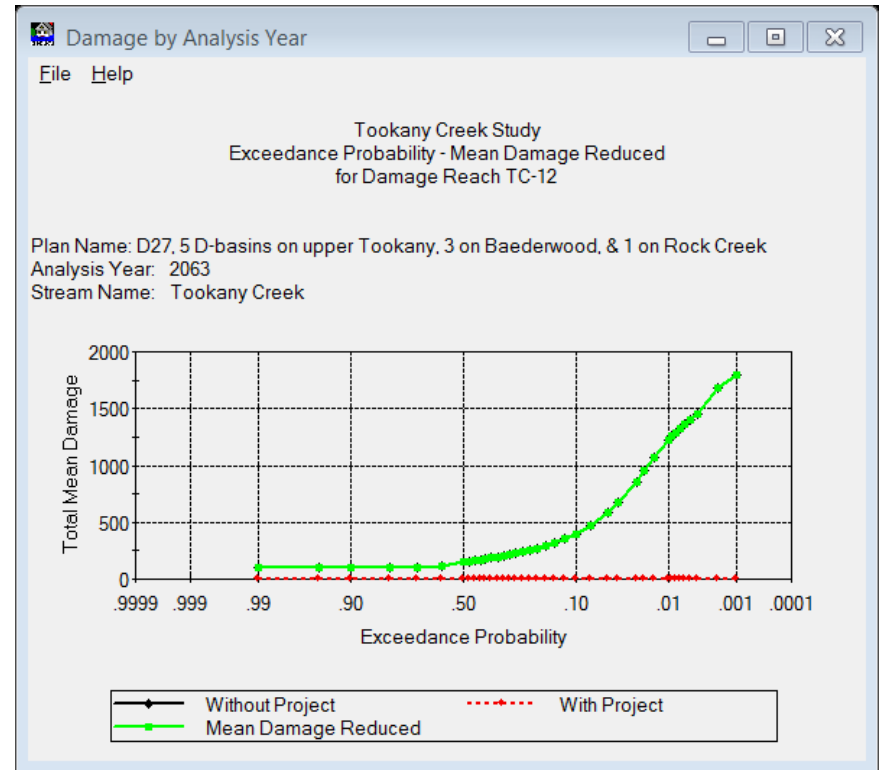 Damage by Analysis Year
File Help
Tookany Creek Study
Exceedance Probability - Mean Damage Reduced
for Damage Reach TC-12
Plan Name: D27, 5 D-basins on upper Tookany, 3 on Baederwood, & 1 on Rock Creek
Analysis Year: 2063
Stream Name: Tookany Creek
Total Mean Damage
2000
1500
1000
500
0
.9999 .999 .99 .90 .50 .10 .01 .001 .0001
Exceedance Probability
Without Project With Project
Mean Damage Reduced